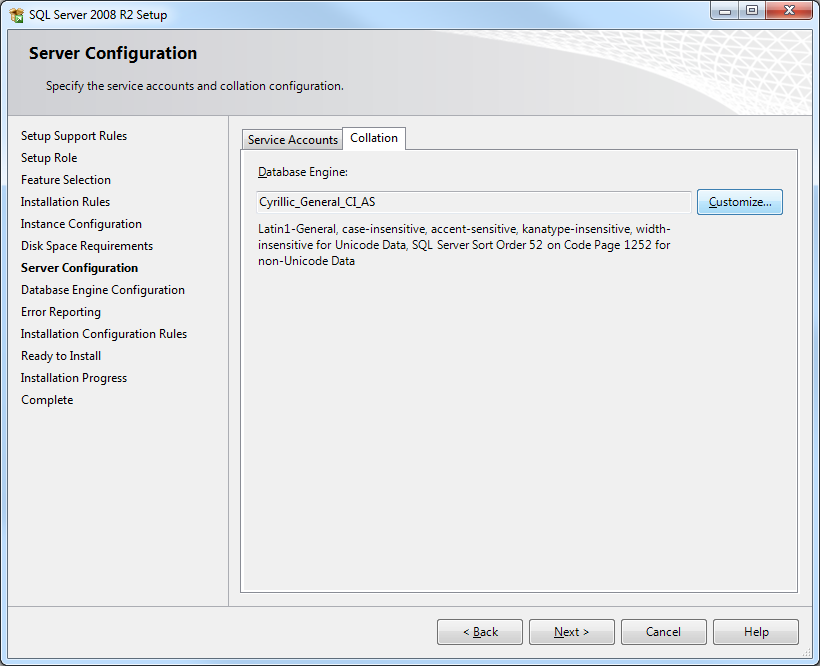 SQL Server 2008 R2 Setup
Server Configuration
Specify the service accounts and collation configuration.
Setup Support Rules
Setup Role
Feature Selection
Installation Rules
Instance Configuration
Disk Space Requirements
Server Configuration
Database Engine Configuration
Error Reporting
Installation Configuration Rules
Ready to Install
Installation Progress
Complete
Service Accounts
Collation
Database Engine:
Cyrillic_General_CI_AS
Customize...
Latin1-General, case-insensitive, accent-sensitive, kanatype-insensitive, width-
insensitive for Unicode Data, SQL Server Sort Order 52 on Code Page 1252 for
non-Unicode Data
< Back
Next >
Cancel
Help